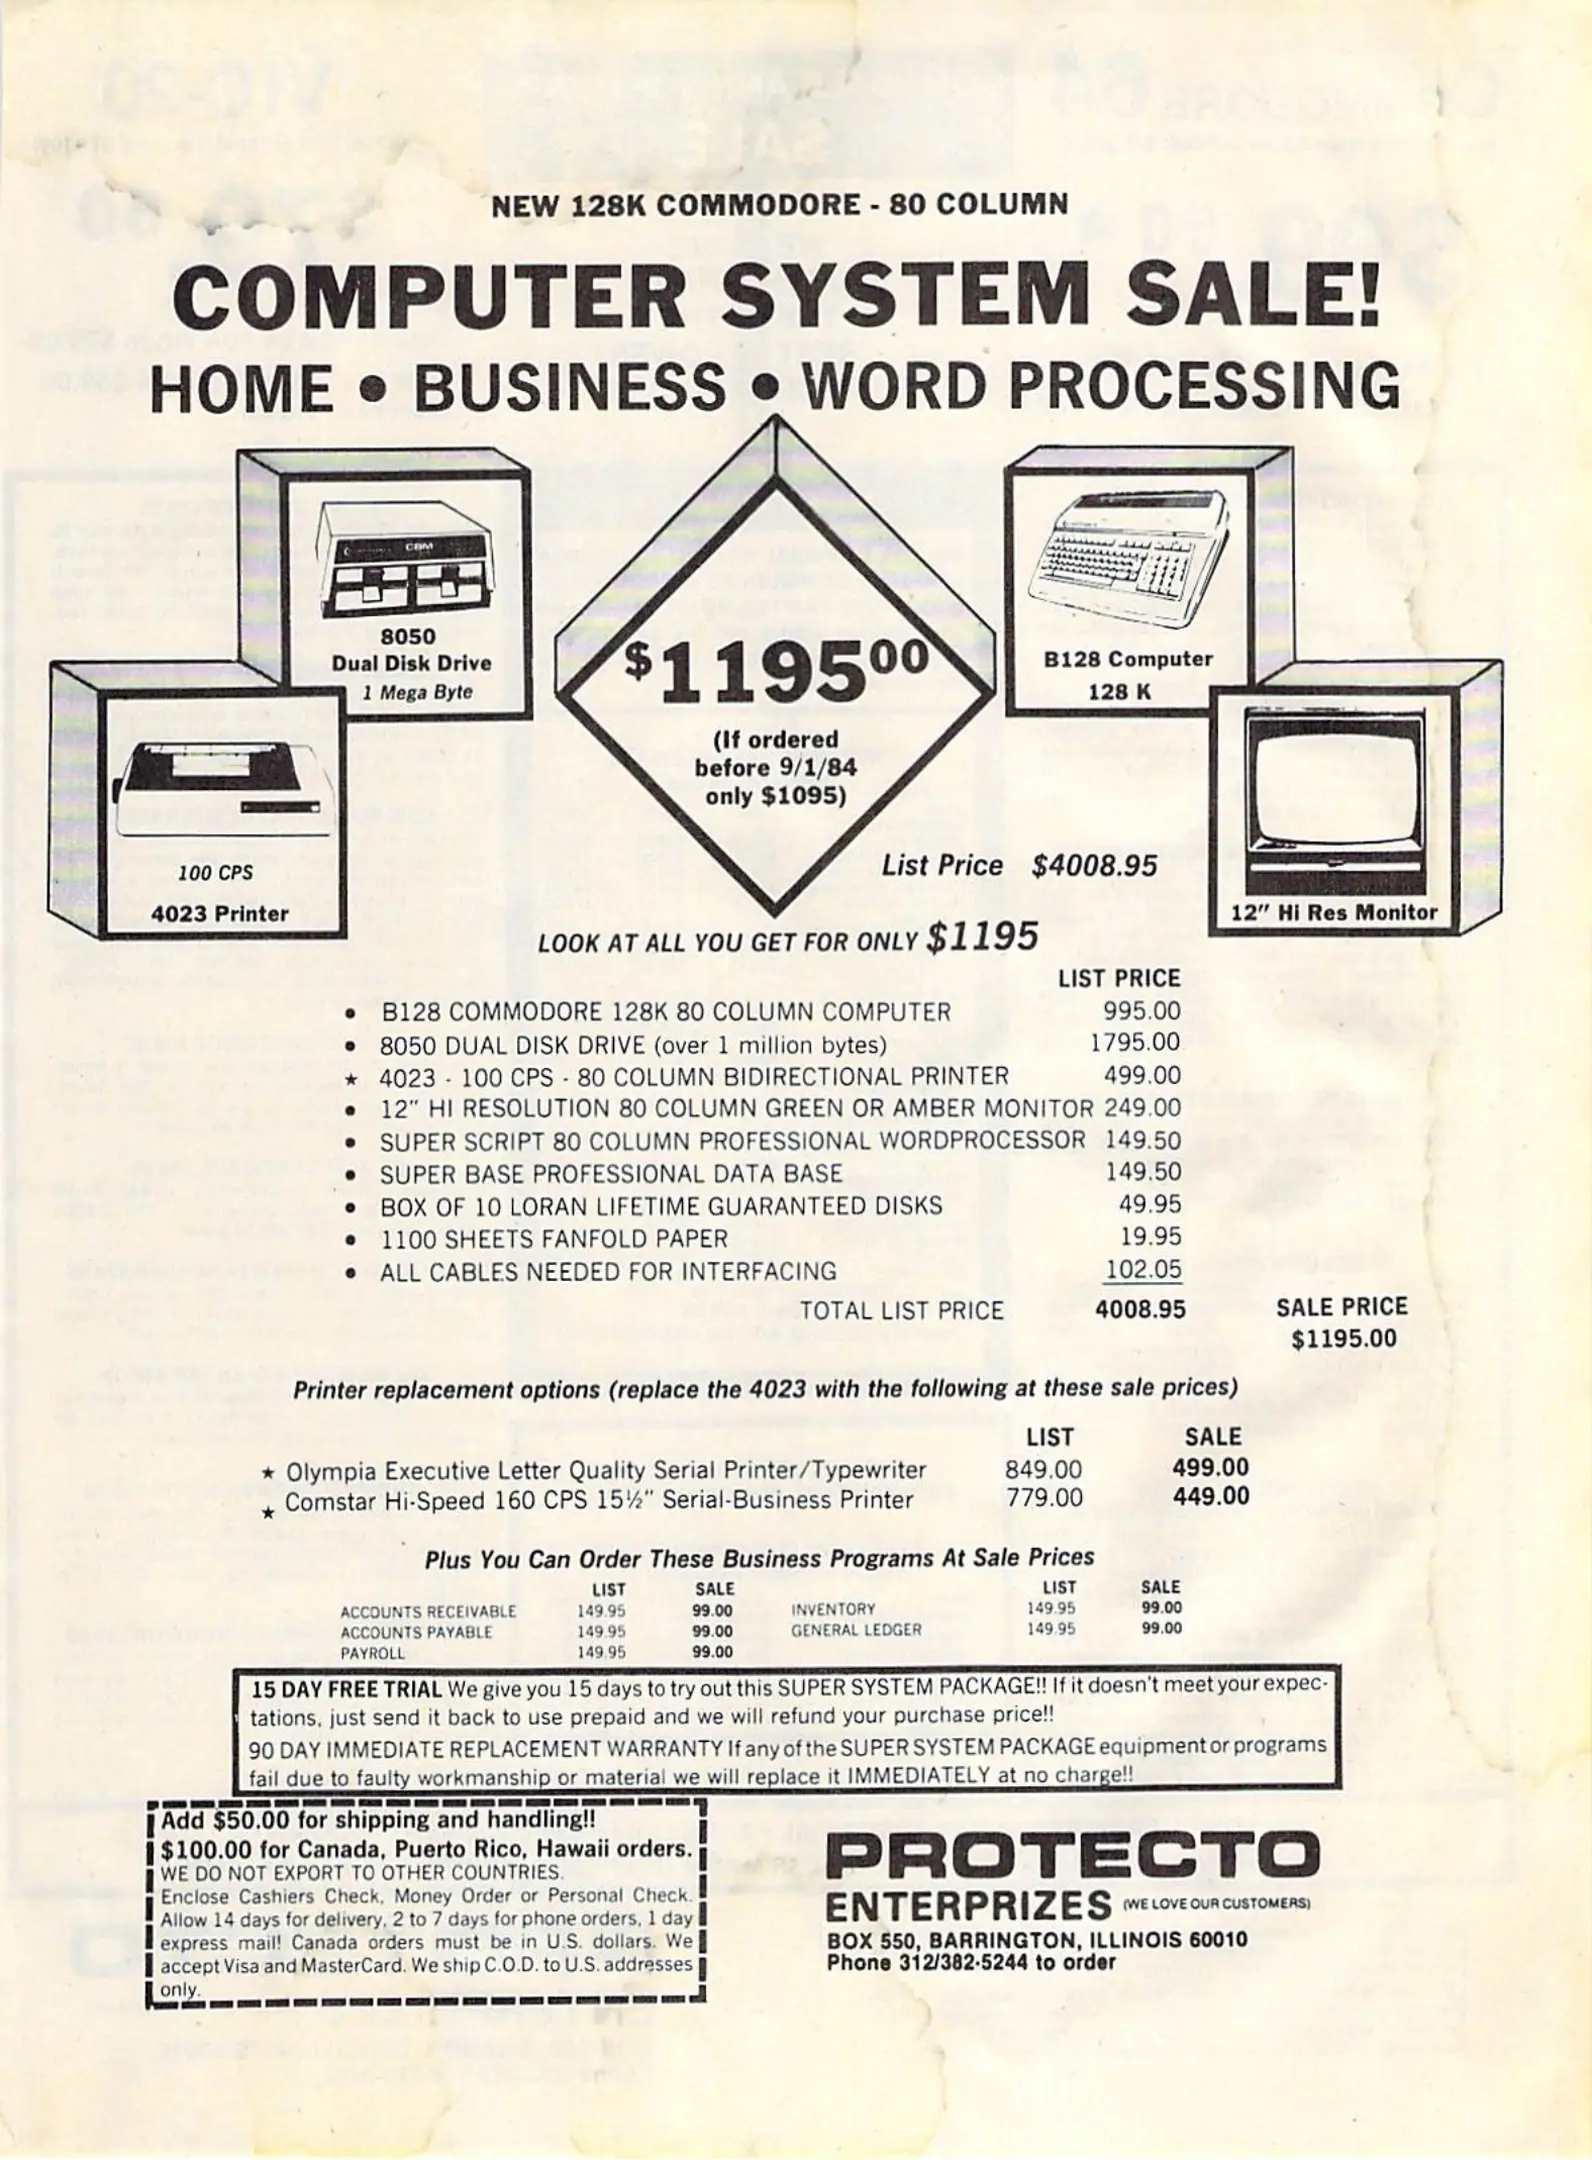 NEW 128K COMMODORE - 80 COLUMN
COMPUTER SYSTEM SALE!
HOME • BUSINESS • WORD PROCESSING
CBM
8050
Dual Disk Drive
1 Mega Byte
100 CPS
4023 Printer
$1195⁰⁰
(If ordered
before 9/1/84
only $1095)
B128 Computer
128 K
12" Hi Res Monitor
List Price $4008.95
LOOK AT ALL YOU GET FOR ONLY $1195
LIST PRICE
• B128 COMMODORE 128K 80 COLUMN COMPUTER 995.00
• 8050 DUAL DISK DRIVE (over 1 million bytes) 1795.00
★ 4023 - 100 CPS - 80 COLUMN BIDIRECTIONAL PRINTER 499.00
• 12" HI RESOLUTION 80 COLUMN GREEN OR AMBER MONITOR 249.00
• SUPER SCRIPT 80 COLUMN PROFESSIONAL WORDPROCESSOR 149.50
• SUPER BASE PROFESSIONAL DATA BASE 149.50
• BOX OF 10 LORAN LIFETIME GUARANTEED DISKS 49.95
• 1100 SHEETS FANFOLD PAPER 19.95
• ALL CABLES NEEDED FOR INTERFACING 102.05
TOTAL LIST PRICE 4008.95 SALE PRICE
$1195.00
Printer replacement options (replace the 4023 with the following at these sale prices)
LIST SALE
★ Olympia Executive Letter Quality Serial Printer/Typewriter 849.00 499.00
★ Comstar Hi-Speed 160 CPS 15½" Serial-Business Printer 779.00 449.00
Plus You Can Order These Business Programs At Sale Prices
LIST SALE LIST SALE
ACCOUNTS RECEIVABLE 149.95 99.00 INVENTORY 149.95 99.00
ACCOUNTS PAYABLE 149.95 99.00 GENERAL LEDGER 149.95 99.00
PAYROLL 149.95 99.00
15 DAY FREE TRIAL We give you 15 days to try out this SUPER SYSTEM PACKAGE!! If it doesn't meet your expec-
tations, just send it back to use prepaid and we will refund your purchase price!!
90 DAY IMMEDIATE REPLACEMENT WARRANTY If any of the SUPER SYSTEM PACKAGE equipment or programs
fail due to faulty workmanship or material we will replace it IMMEDIATELY at no charge!!
Add $50.00 for shipping and handling!!
$100.00 for Canada, Puerto Rico, Hawaii orders.
WE DO NOT EXPORT TO OTHER COUNTRIES.
Enclose Cashiers Check, Money Order or Personal Check.
Allow 14 days for delivery, 2 to 7 days for phone orders, 1 day
express mail! Canada orders must be in U.S. dollars. We
accept Visa and MasterCard. We ship C.O.D. to U.S. addresses
only.
PROTECTO
ENTERPRIZES (WE LOVE OUR CUSTOMERS)
BOX 550, BARRINGTON, ILLINOIS 60010
Phone 312/382-5244 to order